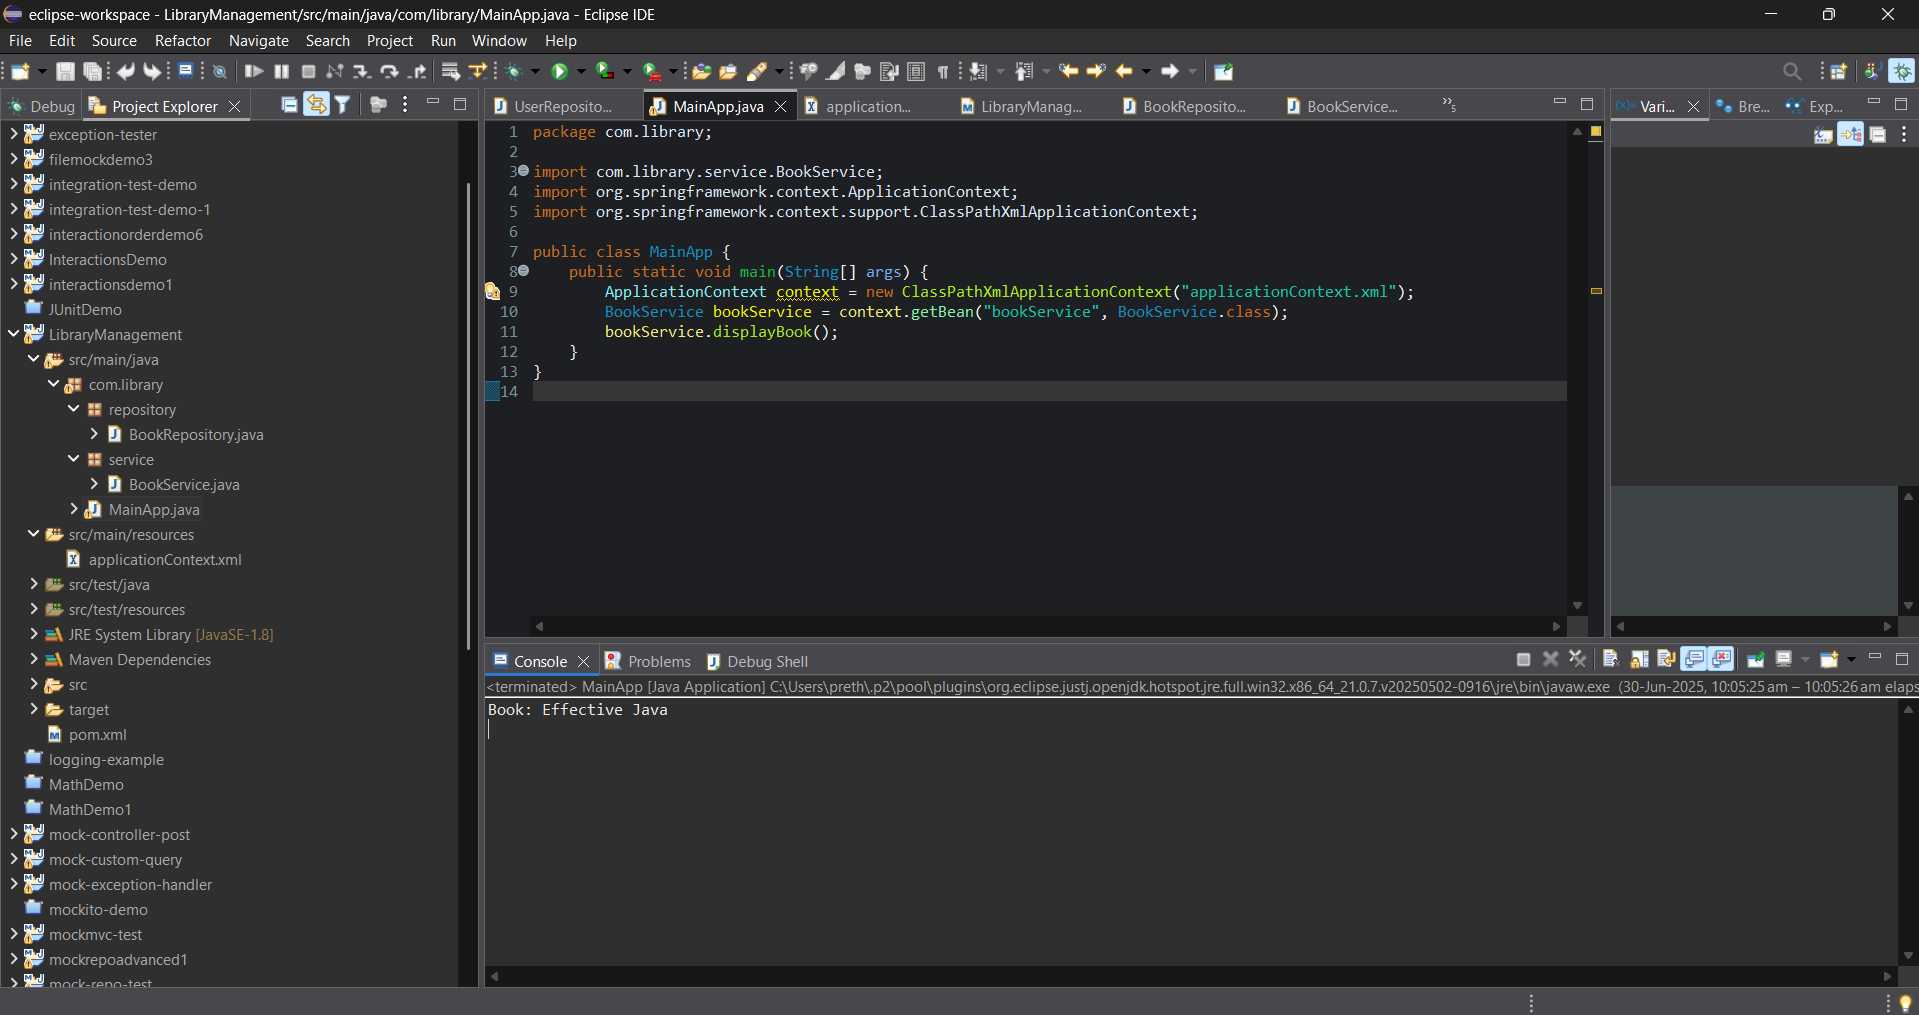 eclipse-workspace - LibraryManagement/src/main/java/com/library/MainApp.java - Eclipse IDE
File Edit Source Refactor Navigate Search Project Run Window Help
Debug Project Explorer
exception-tester
filemockdemo3
integration-test-demo
integration-test-demo-1
interactionorderdemo6
InteractionsDemo
interactionsdemo1
JUnitDemo
LibraryManagement
src/main/java
com.library
repository
BookRepository.java
service
BookService.java
MainApp.java
src/main/resources
applicationContext.xml
src/test/java
src/test/resources
JRE System Library [JavaSE-1.8]
Maven Dependencies
src
target
pom.xml
logging-example
MathDemo
MathDemo1
mock-controller-post
mock-custom-query
mock-exception-handler
mockito-demo
mockmvc-test
mockrepoadvanced1
mock-repo-test
UserReposito... MainApp.java application... LibraryManag... BookReposito... BookService... »5
1 package com.library;
2
3 import com.library.service.BookService;
4 import org.springframework.context.ApplicationContext;
5 import org.springframework.context.support.ClassPathXmlApplicationContext;
6
7 public class MainApp {
8 public static void main(String[] args) {
9 ApplicationContext context = new ClassPathXmlApplicationContext("applicationContext.xml");
10 BookService bookService = context.getBean("bookService", BookService.class);
11 bookService.displayBook();
12 }
13 }
14
(x)= Vari... Bre... Exp...
Console Problems Debug Shell
<terminated> MainApp [Java Application] C:\Users\preth\.p2\pool\plugins\org.eclipse.justj.openjdk.hotspot.jre.full.win32.x86_64_21.0.7.v20250502-0916\jre\bin\javaw.exe (30-Jun-2025, 10:05:25 am – 10:05:26 am elaps
Book: Effective Java